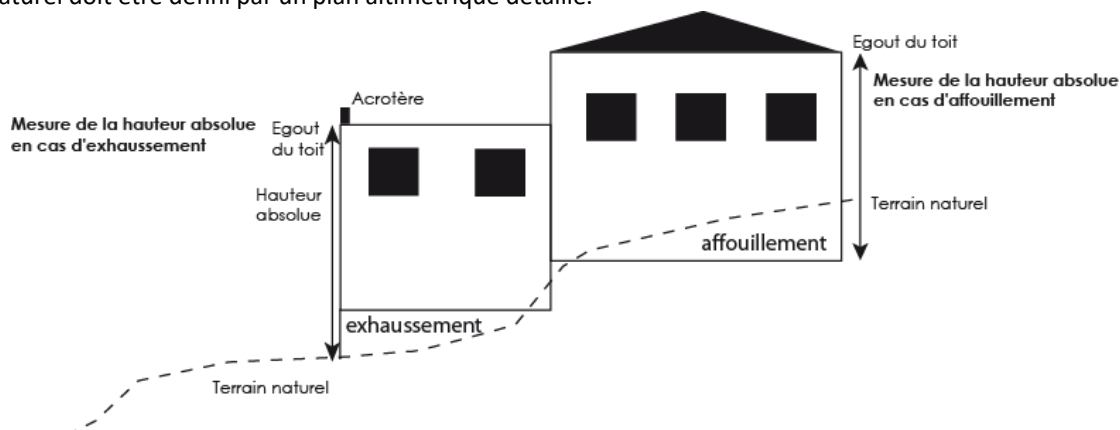 naturel doit être défini par un plan altimétrique détaillé.
Egout du toit
Mesure de la hauteur absolue
en cas d'affouillement
Acrotère
Mesure de la hauteur absolue
en cas d'exhaussement
Egout
du toit
Hauteur
absolue
Terrain naturel
affouillement
exhaussement
Terrain naturel